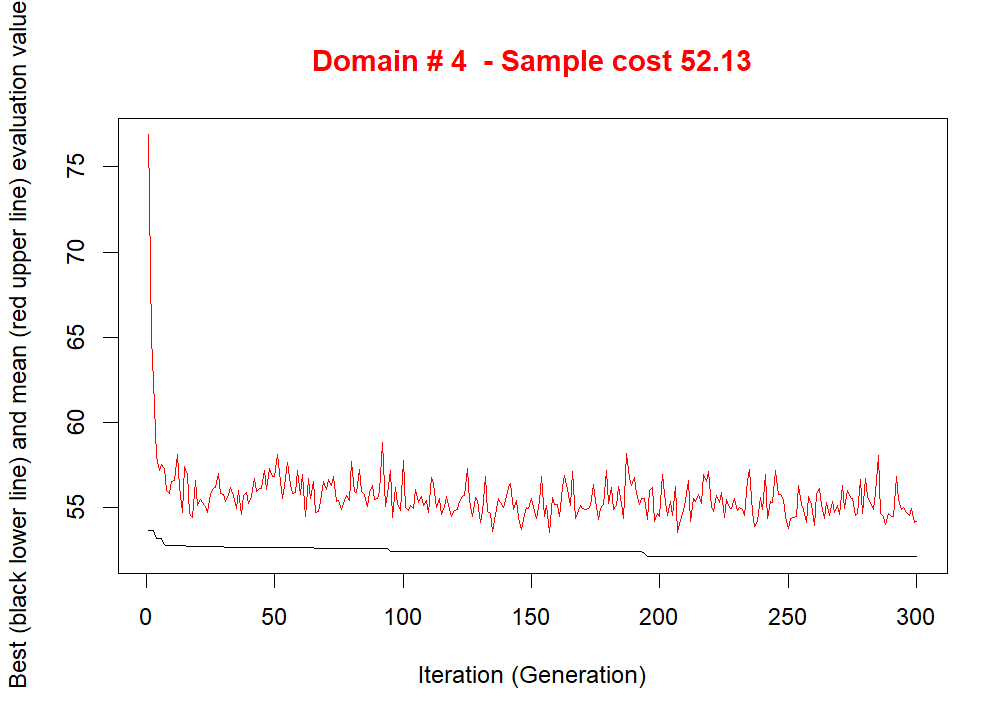 Domain # 4  - Sample cost 52.13
Best (black lower line) and mean (red upper line) evaluation value
75
70
65
60
55
0 50 100 150 200 250 300
Iteration (Generation)